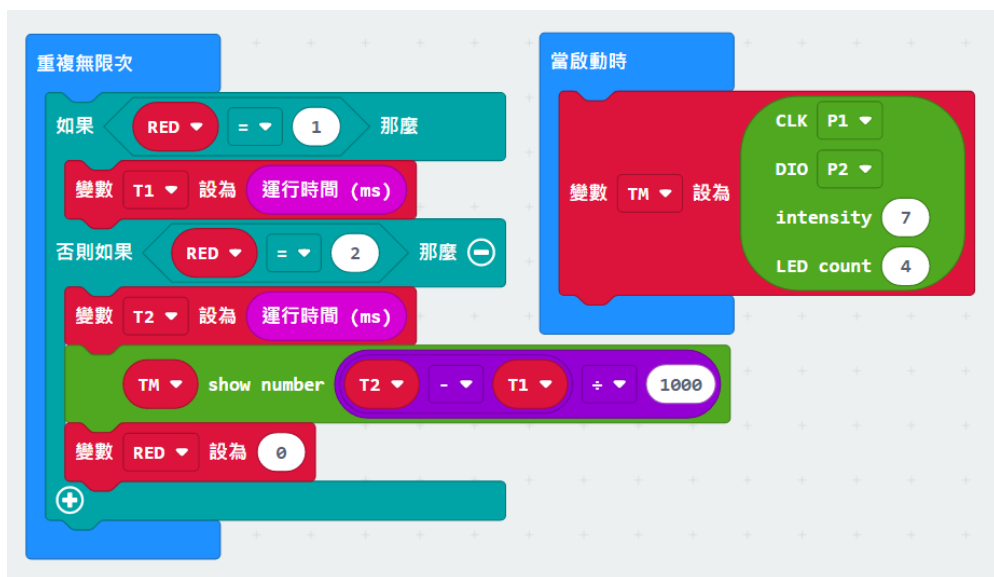 重複無限次
如果 RED = 1 那麼
變數 T1 設為 運行時間 (ms)
否則如果 RED = 2 那麼
變數 T2 設為 運行時間 (ms)
TM show number T2 - T1 ÷ 1000
變數 RED 設為 0
當啟動時
變數 TM 設為
CLK P1
DIO P2
intensity 7
LED count 4